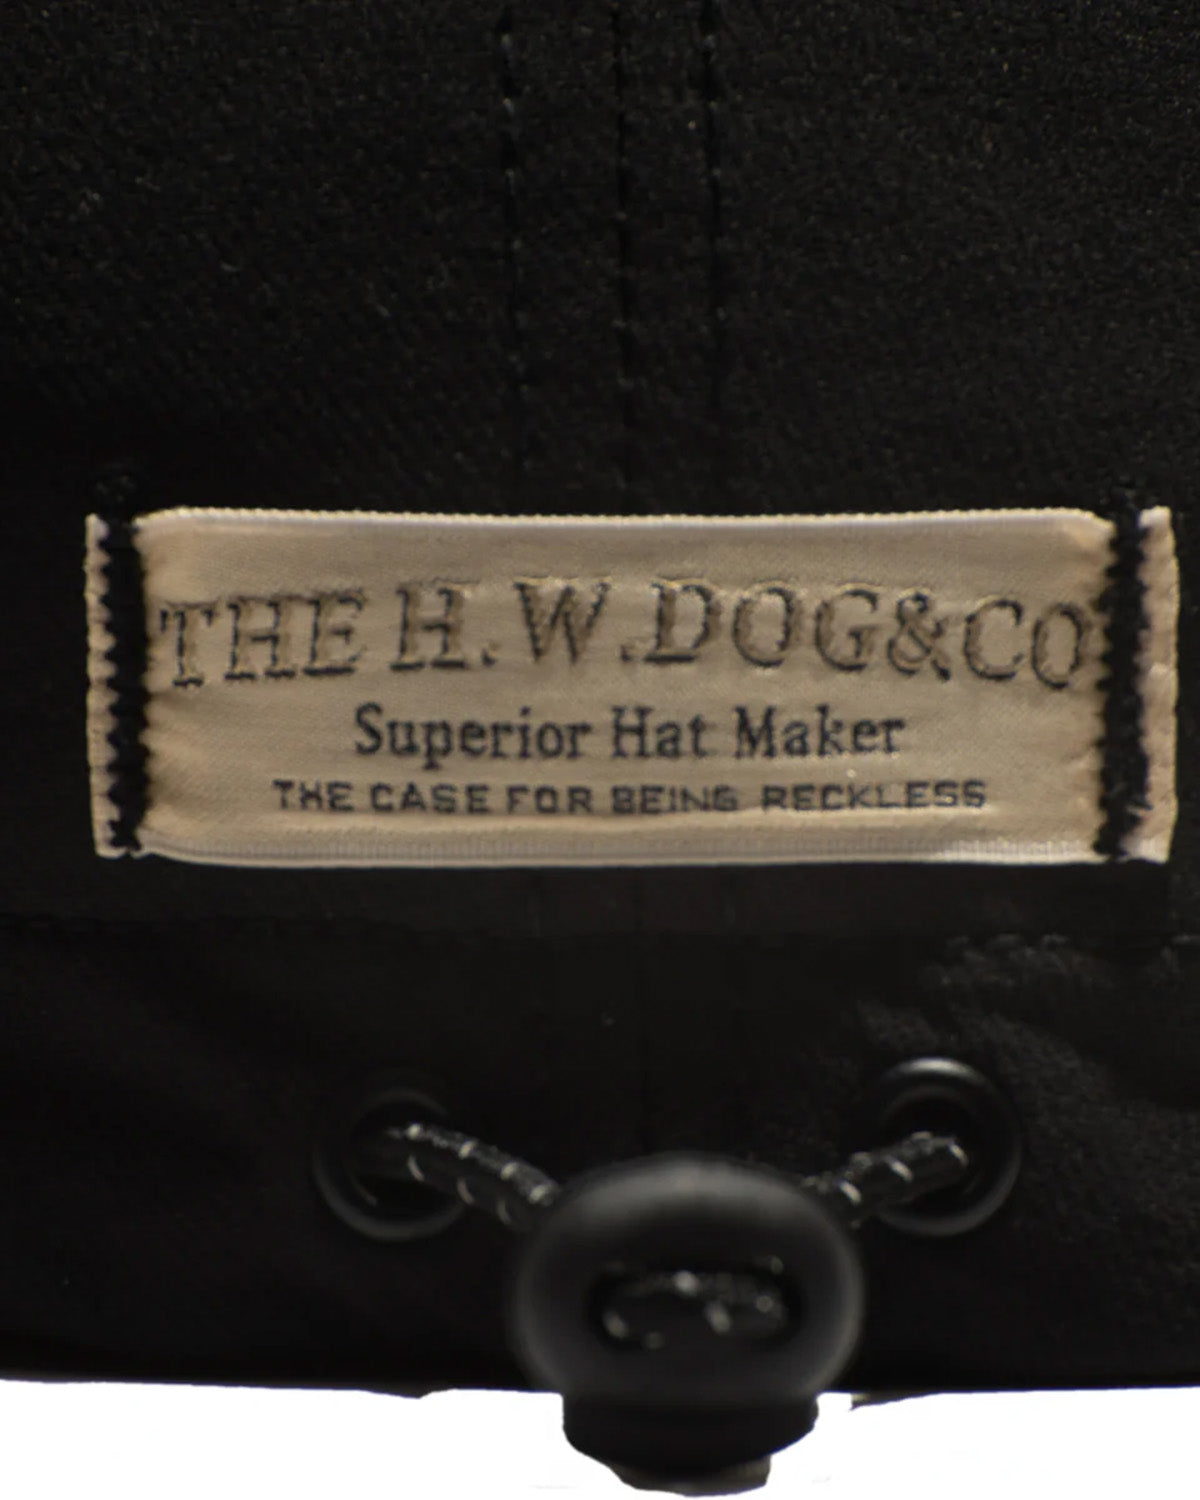 THE H.W.DOG&CO
Superior Hat Maker
THE CASE FOR BEING RECKLESS